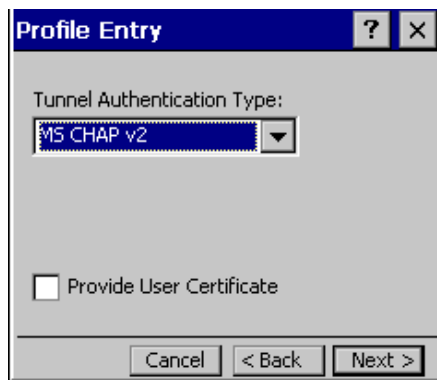 Profile Entry ? ×
Tunnel Authentication Type:
MS CHAP v2
Provide User Certificate
Cancel < Back Next >